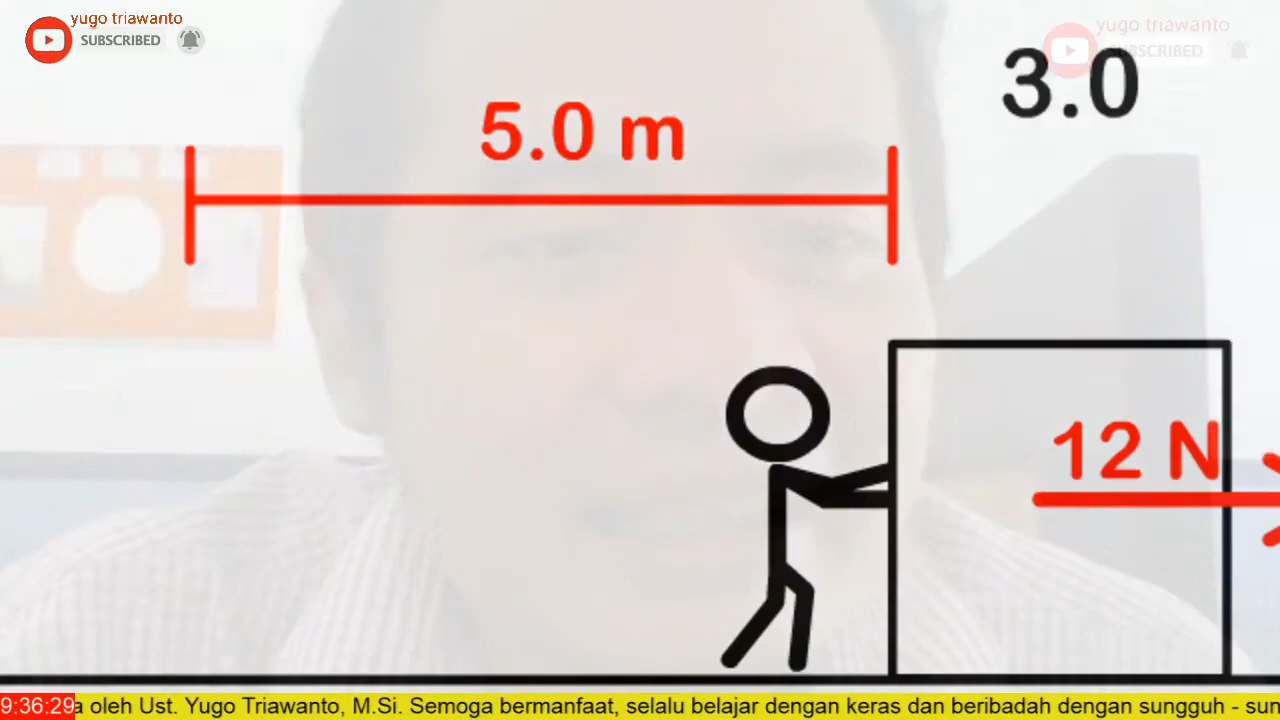 yugo triawanto
SUBSCRIBED
yugo triawanto
SUBSCRIBED
3.0
5.0 m
12 N
9:36:29
a oleh Ust. Yugo Triawanto, M.Si. Semoga bermanfaat, selalu belajar dengan keras dan beribadah dengan sungguh - sun